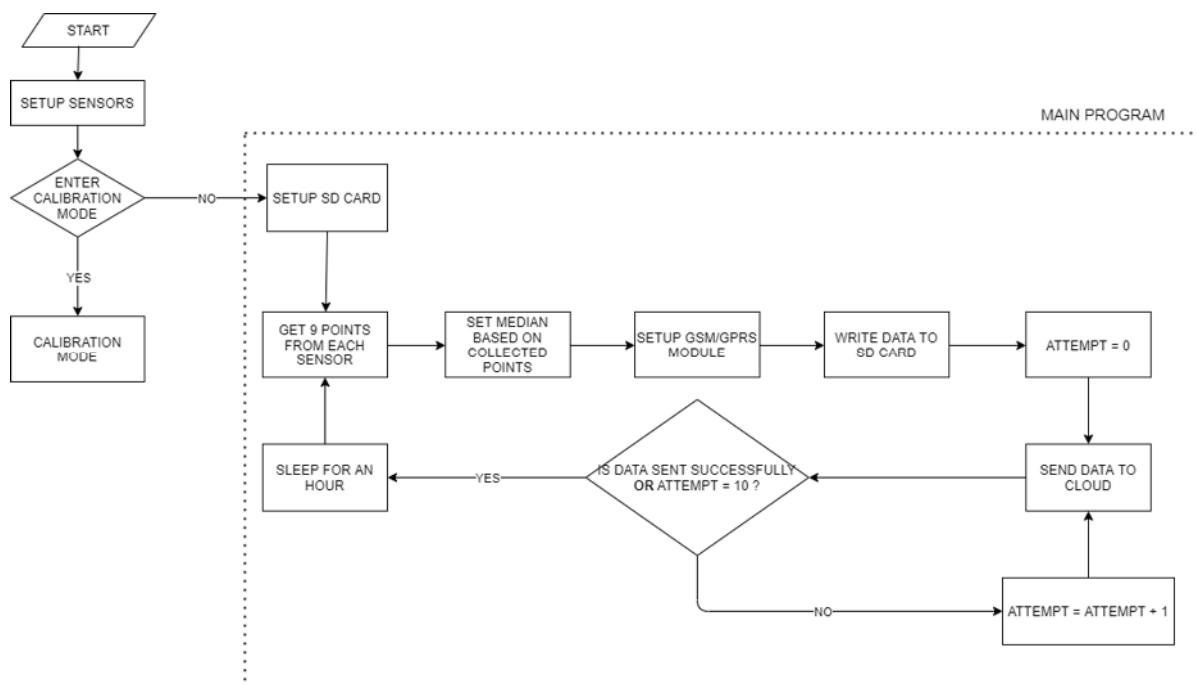 START
SETUP SENSORS
MAIN PROGRAM
ENTER
CALIBRATION
MODE
NO
SETUP SD CARD
YES
CALIBRATION
MODE
GET 9 POINTS
FROM EACH
SENSOR
SET MEDIAN
BASED ON
COLLECTED
POINTS
SETUP GSM/GPRS
MODULE
WRITE DATA TO
SD CARD
ATTEMPT = 0
SLEEP FOR AN
HOUR
YES
IS DATA SENT SUCCESSFULLY
OR ATTEMPT = 10 ?
SEND DATA TO
CLOUD
NO
ATTEMPT = ATTEMPT + 1